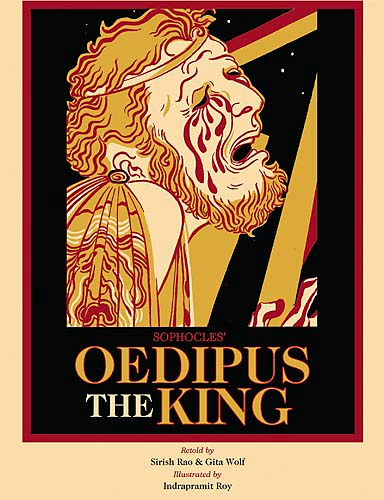 SOPHOCLES'
OEDIPUS
THE KING
Retold by
Sirish Rao & Gita Wolf
Illustrated by
Indrapramit Roy